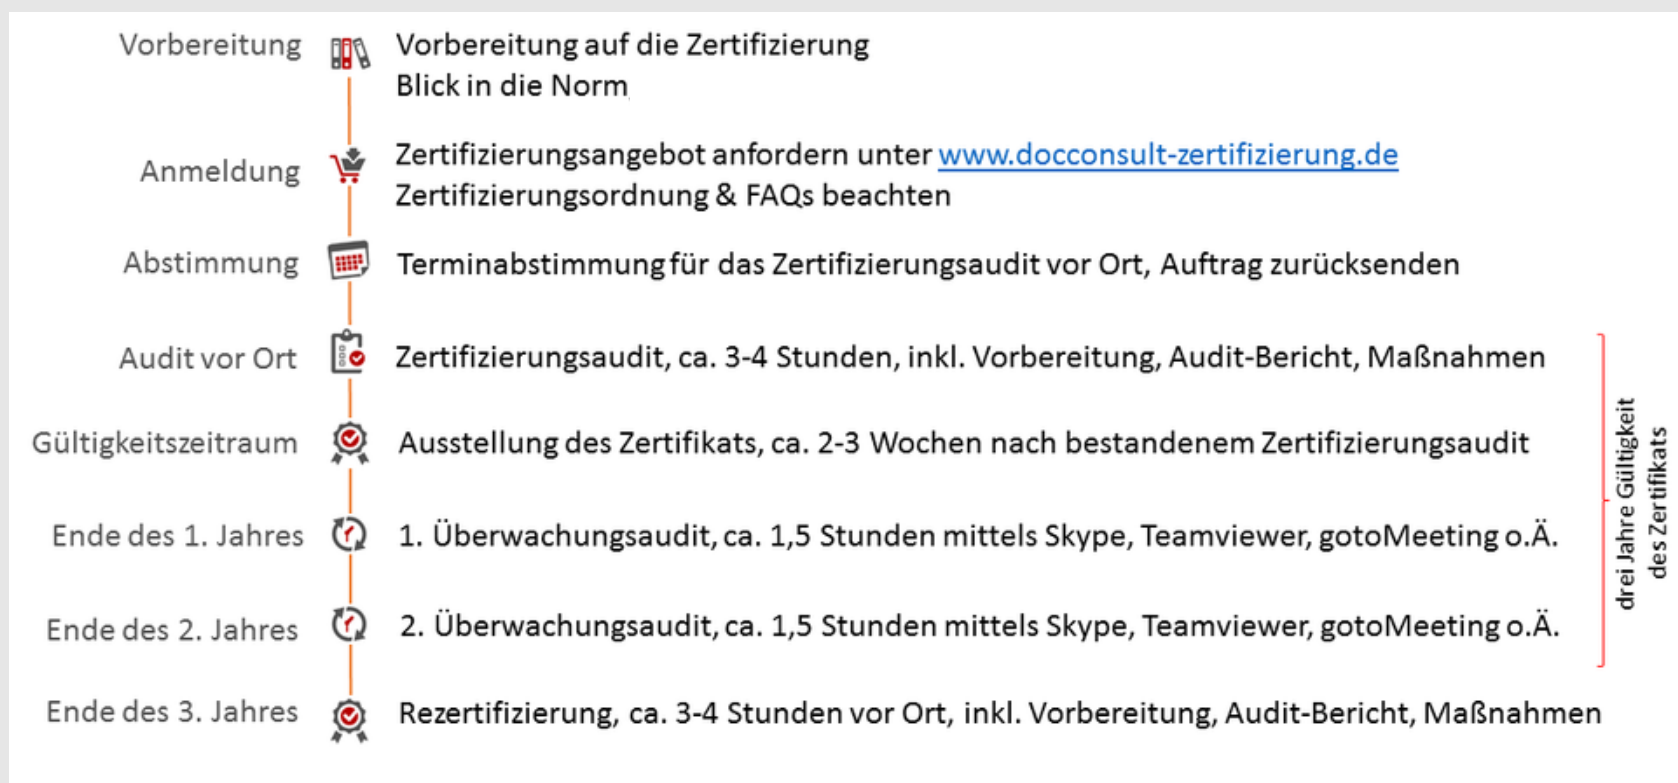 Vorbereitung
Vorbereitung auf die Zertifizierung
Blick in die Norm
Anmeldung
Zertifizierungsangebot anfordern unter www.docconsult-zertifizierung.de
Zertifizierungsordnung & FAQs beachten
Abstimmung
Terminabstimmung für das Zertifizierungsaudit vor Ort, Auftrag zurücksenden
Audit vor Ort
Zertifizierungsaudit, ca. 3-4 Stunden, inkl. Vorbereitung, Audit-Bericht, Maßnahmen
Gültigkeitszeitraum
Ausstellung des Zertifikats, ca. 2-3 Wochen nach bestandenem Zertifizierungsaudit
Ende des 1. Jahres
1. Überwachungsaudit, ca. 1,5 Stunden mittels Skype, Teamviewer, gotoMeeting o.Ä.
Ende des 2. Jahres
2. Überwachungsaudit, ca. 1,5 Stunden mittels Skype, Teamviewer, gotoMeeting o.Ä.
Ende des 3. Jahres
Rezertifizierung, ca. 3-4 Stunden vor Ort, inkl. Vorbereitung, Audit-Bericht, Maßnahmen
drei Jahre Gültigkeit
des Zertifikats